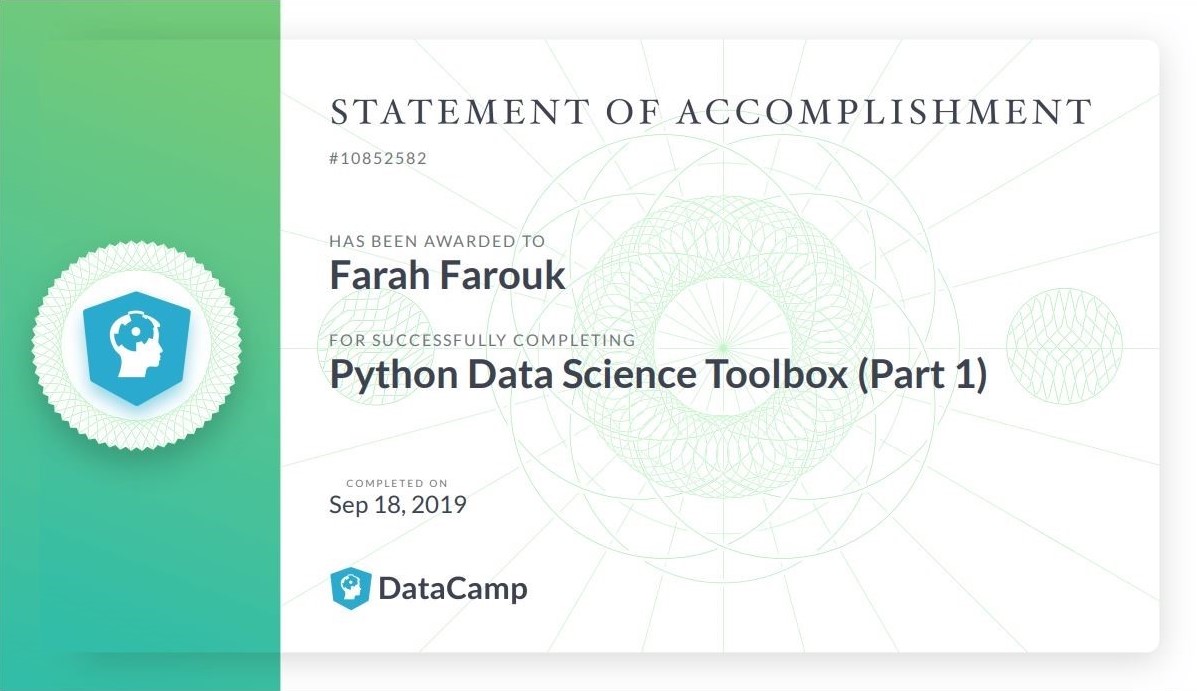 STATEMENT OF ACCOMPLISHMENT
#10852582
HAS BEEN AWARDED TO
Farah Farouk
FOR SUCCESSFULLY COMPLETING
Python Data Science Toolbox (Part 1)
COMPLETED ON
Sep 18, 2019
DataCamp